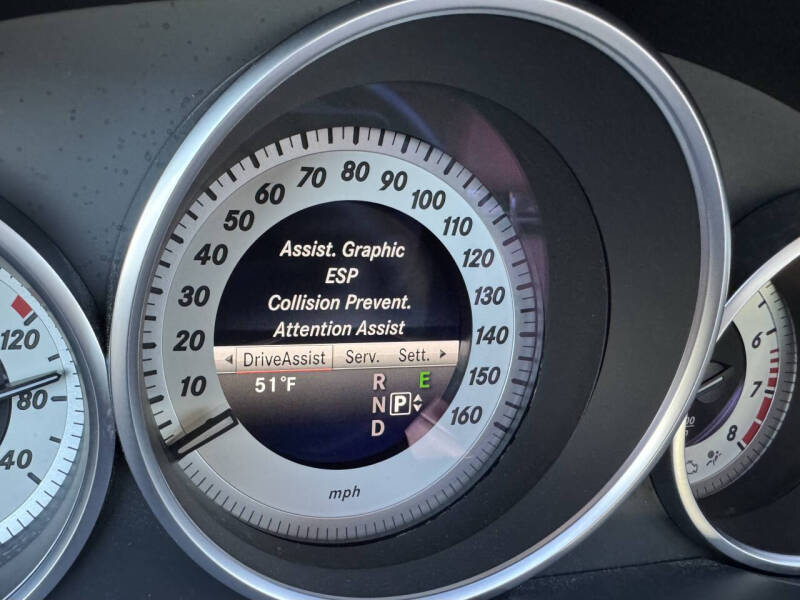 80
70
90
60
100
50
110
40
120
30
130
20
140
10
150
160
mph
Assist. Graphic
ESP
Collision Prevent.
Attention Assist
DriveAssist Serv. Sett.
51°F
R E
N P
D
120
80
40
6
7
8